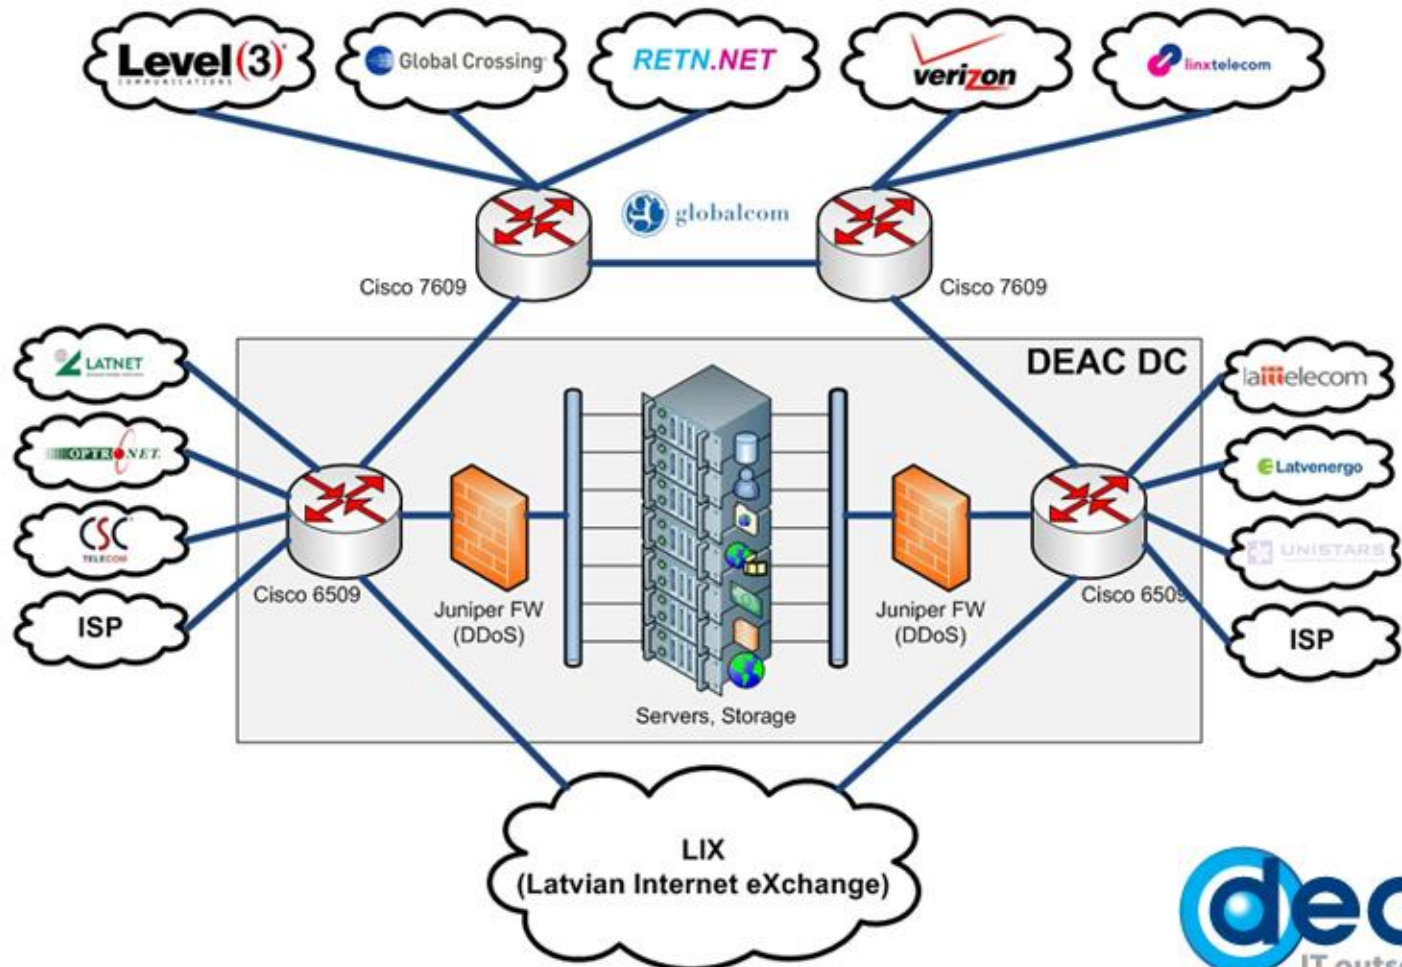 Level(3)
COMMUNICATIONS
Global Crossing
RETN.NET
verizon
linxtelecom
globalcom
Cisco 7609
Cisco 7609
DEAC DC
LATNET
OPTRONET
CSC
TELECOM
ISP
lattelecom
Latvenergo
UNISTARS
ISP
Cisco 6509
Juniper FW
(DDoS)
Servers, Storage
Juniper FW
(DDoS)
Cisco 6509
LIX
(Latvian Internet eXchange)